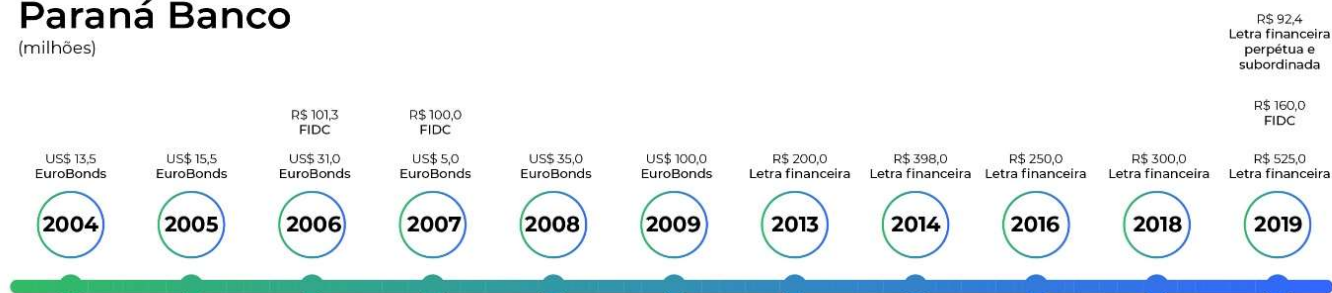 Paraná Banco
(milhões)
US$ 13,5
EuroBonds
2004
US$ 15,5
EuroBonds
2005
R$ 101,3
FIDC
US$ 31,0
EuroBonds
2006
R$ 100,0
FIDC
US$ 5,0
EuroBonds
2007
US$ 35,0
EuroBonds
2008
US$ 100,0
EuroBonds
2009
R$ 200,0
Letra financeira
2013
R$ 398,0
Letra financeira
2014
R$ 250,0
Letra financeira
2016
R$ 300,0
Letra financeira
2018
R$ 92,4
Letra financeira
perpétua e
subordinada
R$ 160,0
FIDC
R$ 525,0
Letra financeira
2019